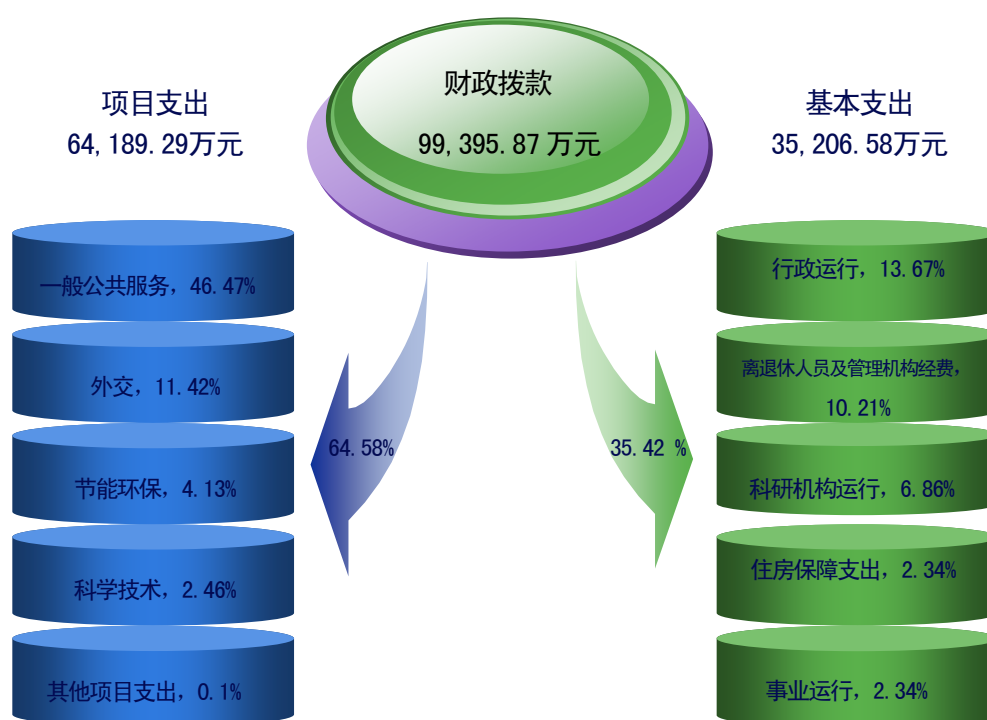 财政拨款
99,395.87 万元
项目支出
64,189.29万元
基本支出
35,206.58万元
一般公共服务，46.47%
外交，11.42%
节能环保，4.13%
科学技术，2.46%
其他项目支出，0.1%
64.58%
35.42 %
行政运行，13.67%
离退休人员及管理机构经费，
10.21%
科研机构运行，6.86%
住房保障支出，2.34%
事业运行，2.34%